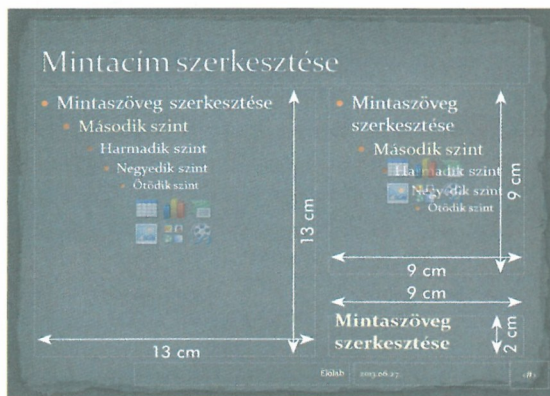 Mintacím szerkesztése
• Mintaszöveg szerkesztése
• Második szint
• Harmadik szint
• Negyedik szint
• Ötödik szint
13 cm
13 cm
• Mintaszöveg
szerkesztése
• Második szint
Harmadik szint
Negyedik szint
• Ötödik szint
9 cm
9 cm
9 cm
Mintaszöveg
szerkesztése
2 cm
Előláb
2013.06.27.
‹#›